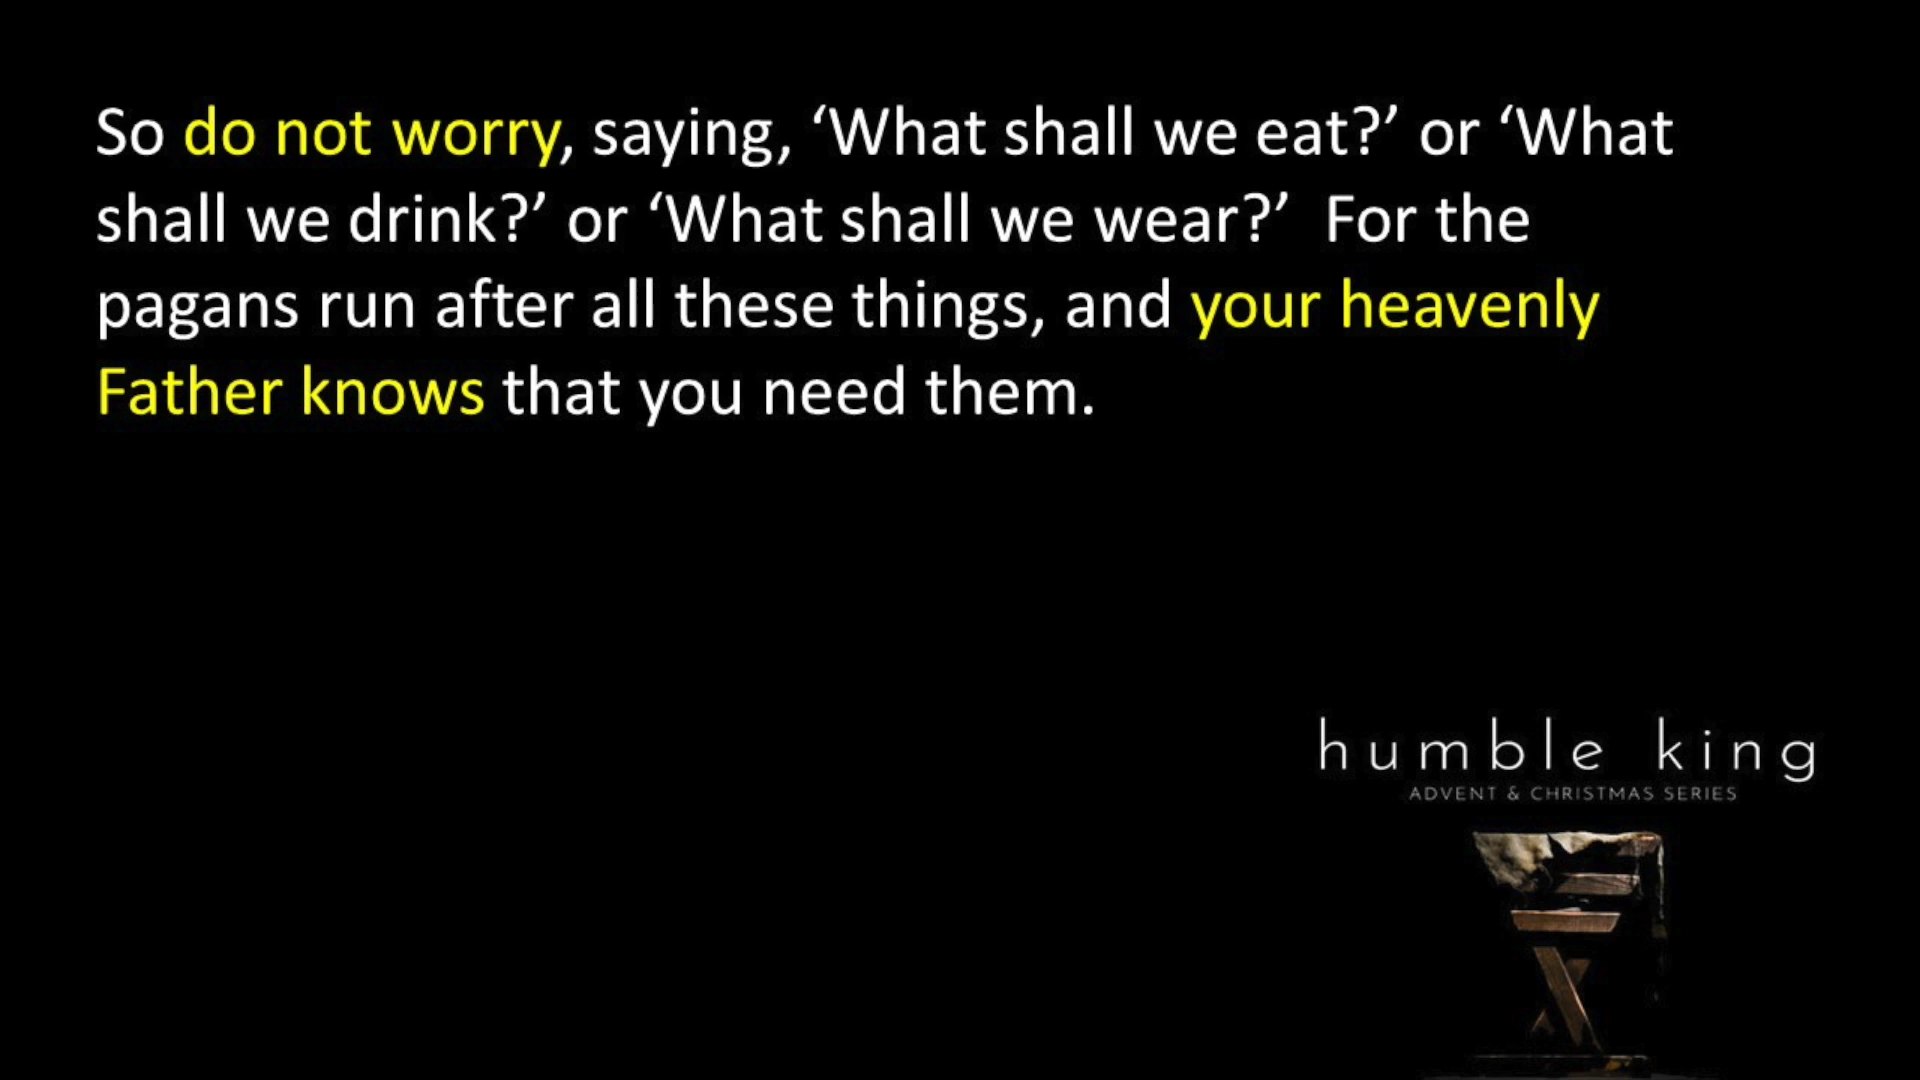 So do not worry, saying, ‘What shall we eat?’ or ‘What
shall we drink?’ or ‘What shall we wear?’  For the
pagans run after all these things, and your heavenly
Father knows that you need them.
humble king
ADVENT & CHRISTMAS SERIES